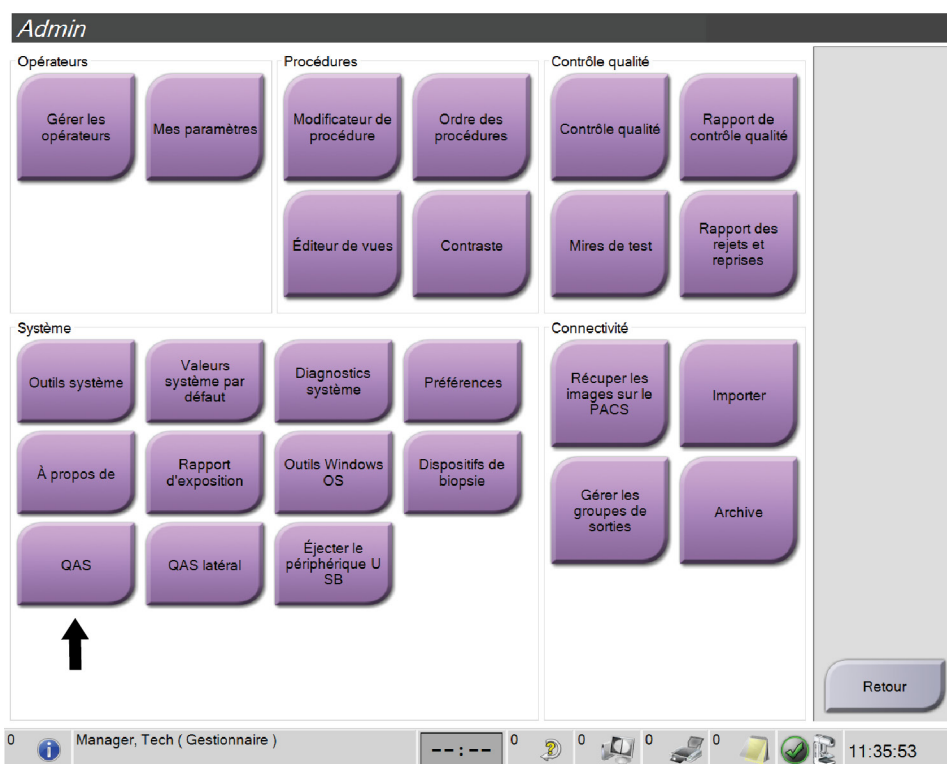 Admin
Opérateurs
Gérer les
opérateurs
Mes paramètres
Procédures
Modificateur de
procédure
Ordre des
procédures
Éditeur de vues
Contraste
Contrôle qualité
Contrôle qualité
Rapport de
contrôle qualité
Mires de test
Rapport des
rejets et
reprises
Système
Outils système
Valeurs
système par
défaut
Diagnostics
système
Préférences
À propos de
Rapport
d'exposition
Outils Windows
OS
Dispositifs de
biopsie
QAS
QAS latéral
Éjecter le
périphérique U
SB
Connectivité
Récuper les
images sur le
PACS
Importer
Gérer les
groupes de
sorties
Archive
Retour
0
Manager, Tech ( Gestionnaire )
--:--
0
0
0
0
11:35:53